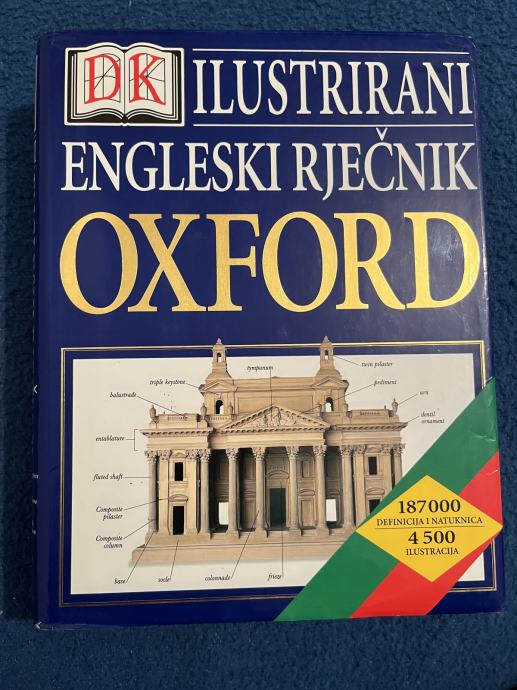 DK
ILUSTRIRANI
ENGLESKI RJEČNIK
OXFORD
tympanum
twin pilaster
triple keystone
pediment
balustrade
urn
dentil
ornament
entablature
fluted shaft
Composite
pilaster
Composite
column
base
socle
colonnade
frieze
187000
DEFINICIJA I NATUKNICA
4 500
ILUSTRACIJA